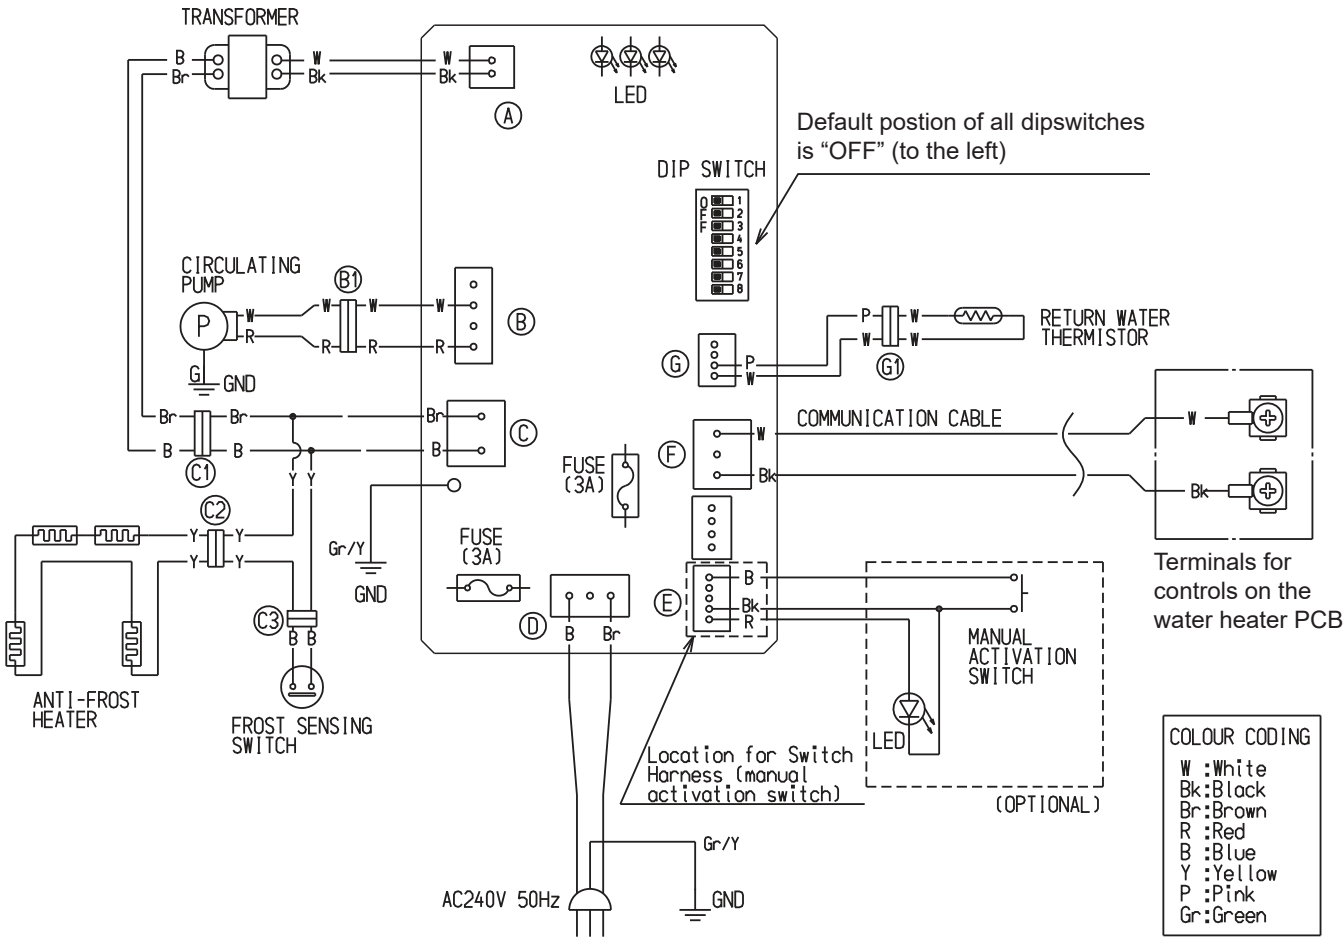 TRANSFORMER
B
Br
W
Bk
W
Bk
A
LED
Default postion of all dipswitches
is “OFF” (to the left)
DIP SWITCH
O
F
F
1
2
3
4
5
6
7
8
CIRCULATING
PUMP
P
W
R
G
GND
B1
W
R
W
R
W
R
B
G
P
W
P
W
G1
W
W
RETURN WATER
THERMISTOR
Br
B
C1
Br
B
Br
B
C
Y
Y
F
W
Bk
COMMUNICATION CABLE
W
Bk
Terminals for
controls on the
water heater PCB
FUSE
(3A)
FUSE
(3A)
Gr/Y
GND
C2
Y
Y
Y
Y
C3
B
B
ANTI-FROST
HEATER
FROST SENSING
SWITCH
D
B
Br
E
B
Bk
R
MANUAL
ACTIVATION
SWITCH
LED
(OPTIONAL)
Location for Switch
Harness (manual
activation switch)
Gr/Y
AC240V 50Hz
GND
COLOUR CODING
W :White
Bk:Black
Br:Brown
R :Red
B :Blue
Y :Yellow
P :Pink
Gr:Green